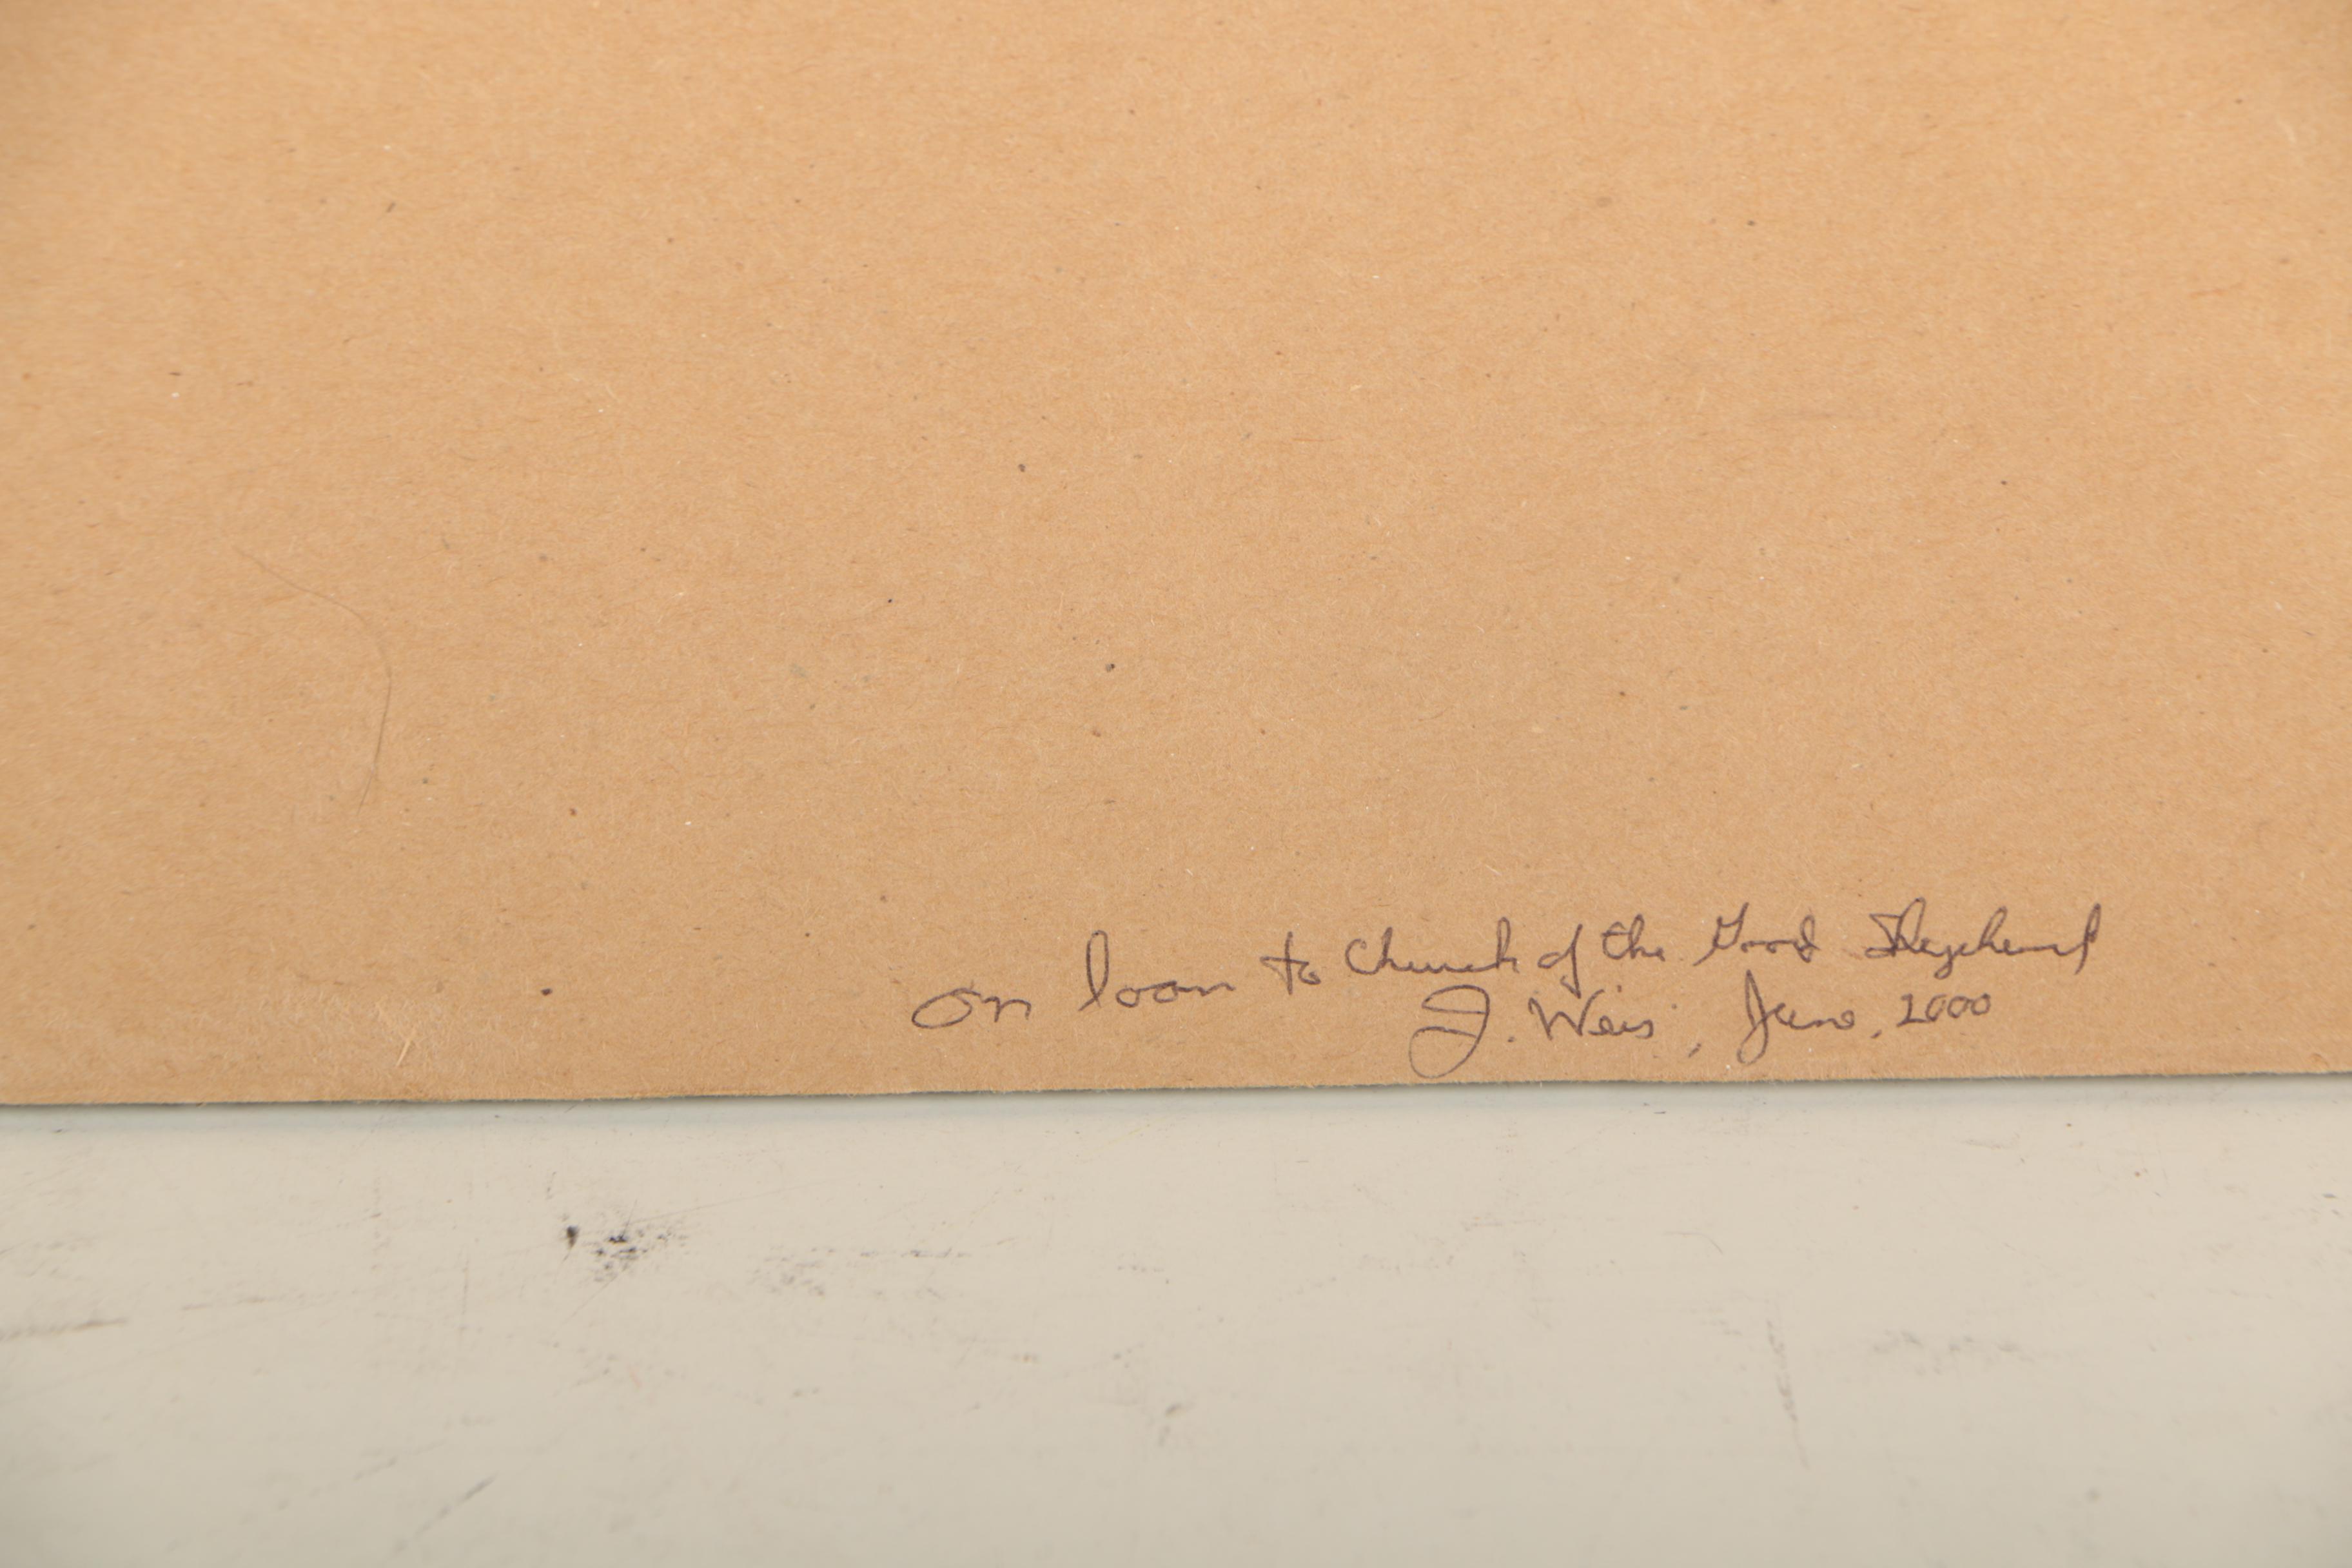 on loan to Church of the Good Shepherd
J. Weis, June, 2000